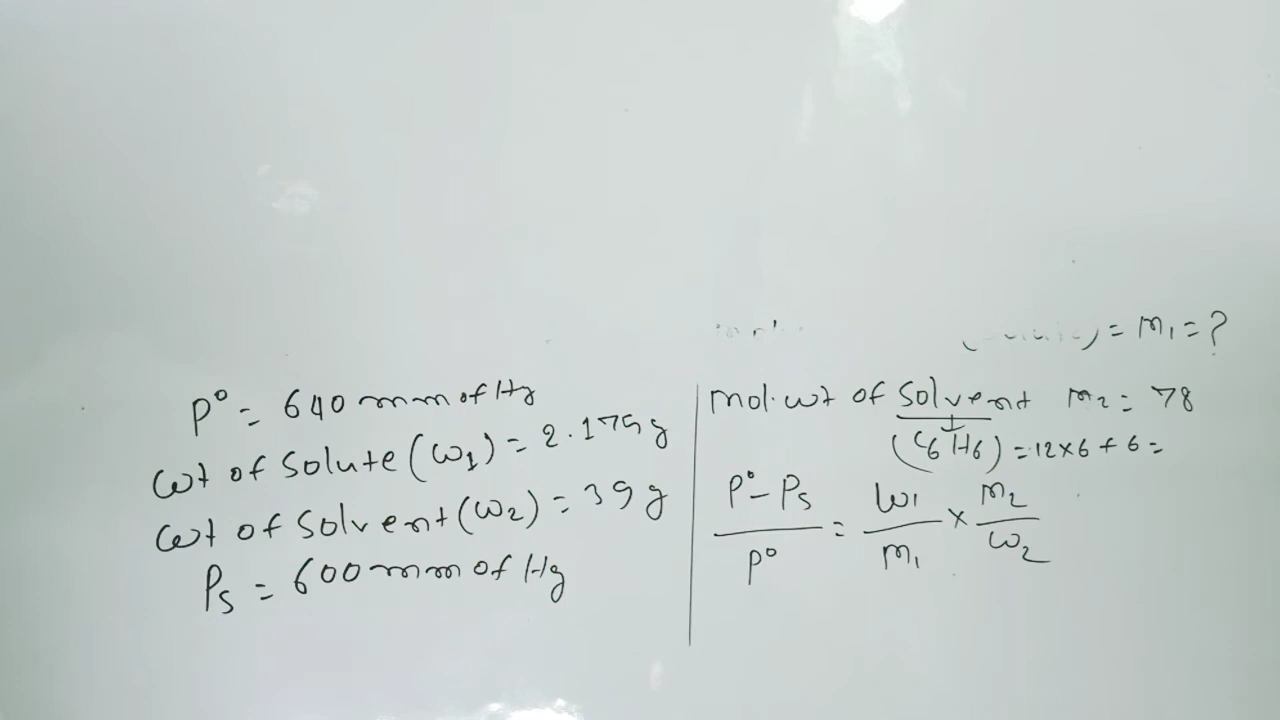 P° = 640 mm of Hg
wt of Solute (w1) = 2.175 g
wt of Solvent (w2) = 39 g
Ps = 600 mm of Hg
= m1 = ?
mol. wt of Solvent m2 = 78
(C6H6) = 12×6 + 6 =
P° - Ps / P° = w1 / m1 × m2 / w2